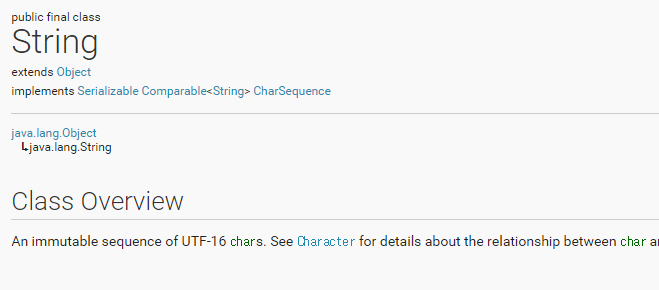 public final class
String
extends Object
implements Serializable Comparable<String> CharSequence
java.lang.Object
↳java.lang.String
Class Overview
An immutable sequence of UTF-16 chars. See Character for details about the relationship between char